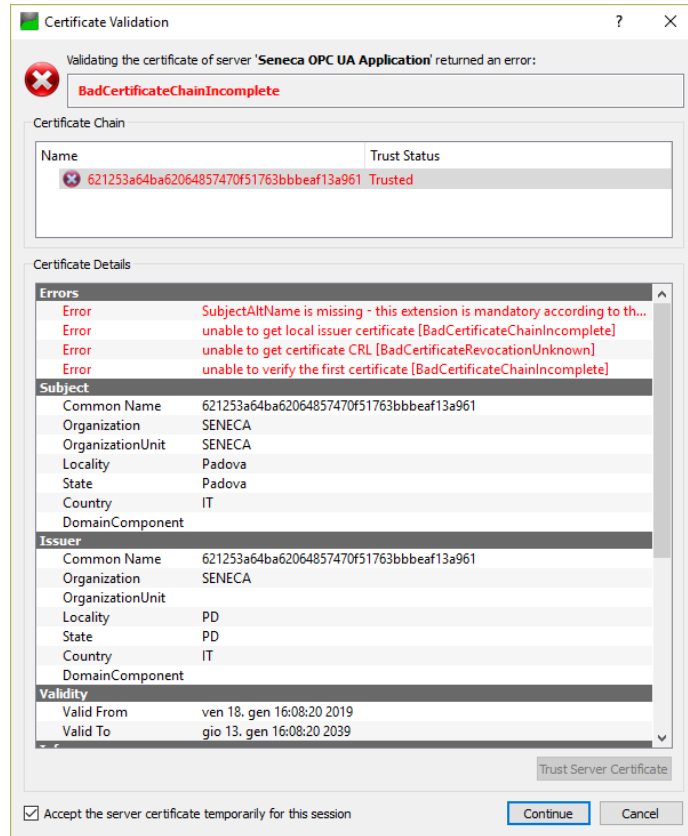 Certificate Validation ? ×
Validating the certificate of server 'Seneca OPC UA Application' returned an error:
BadCertificateChainIncomplete
Certificate Chain
Name Trust Status
621253a64ba62064857470f51763bbbeaf13a961 Trusted
Certificate Details
Errors
Error SubjectAltName is missing - this extension is mandatory according to th...
Error unable to get local issuer certificate [BadCertificateChainIncomplete]
Error unable to get certificate CRL [BadCertificateRevocationUnknown]
Error unable to verify the first certificate [BadCertificateChainIncomplete]
Subject
Common Name 621253a64ba62064857470f51763bbbeaf13a961
Organization SENECA
OrganizationUnit SENECA
Locality Padova
State Padova
Country IT
DomainComponent
Issuer
Common Name 621253a64ba62064857470f51763bbbeaf13a961
Organization SENECA
OrganizationUnit
Locality PD
State PD
Country IT
DomainComponent
Validity
Valid From ven 18. gen 16:08:20 2019
Valid To gio 13. gen 16:08:20 2039
Trust Server Certificate
Accept the server certificate temporarily for this session
Continue Cancel